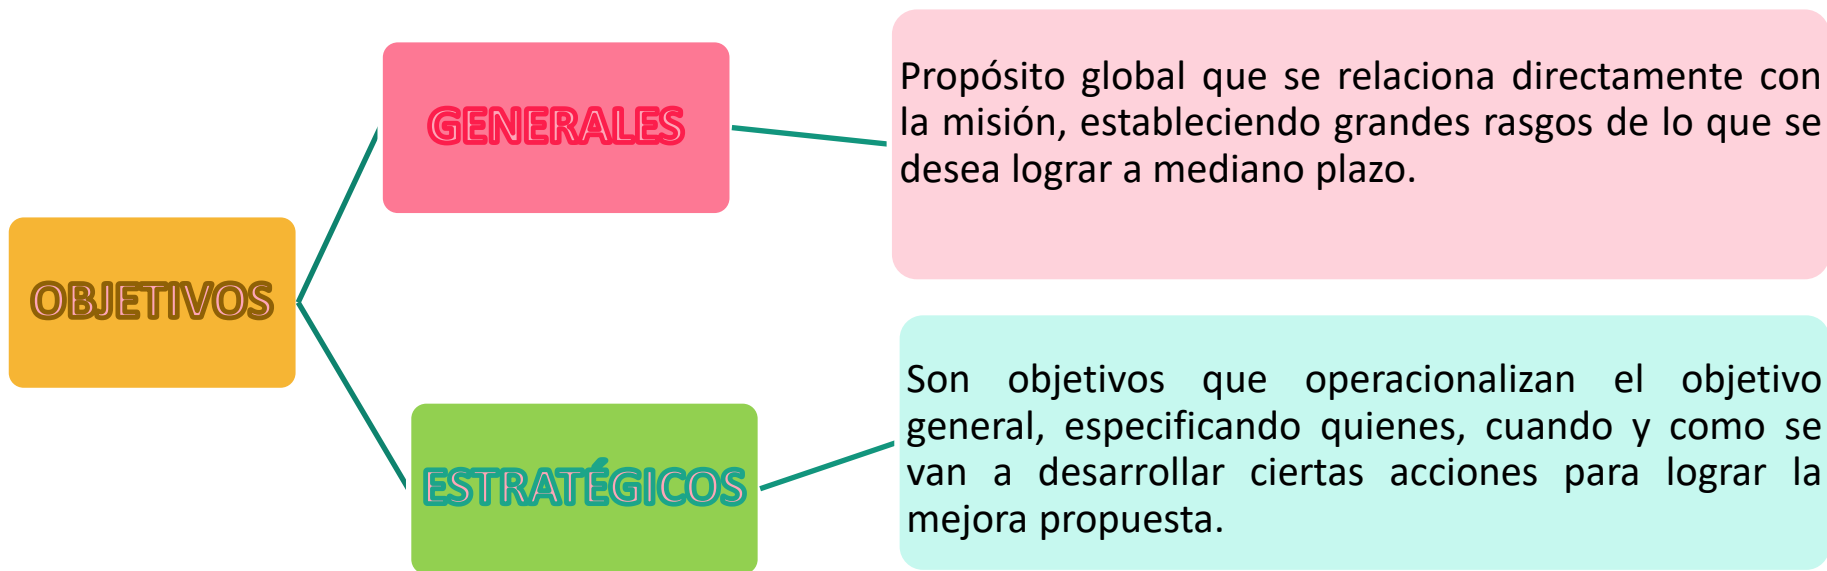 OBJETIVOS
GENERALES
Propósito global que se relaciona directamente con
la misión, estableciendo grandes rasgos de lo que se
desea lograr a mediano plazo.
ESTRATÉGICOS
Son objetivos que operacionalizan el objetivo
general, especificando quienes, cuando y como se
van a desarrollar ciertas acciones para lograr la
mejora propuesta.